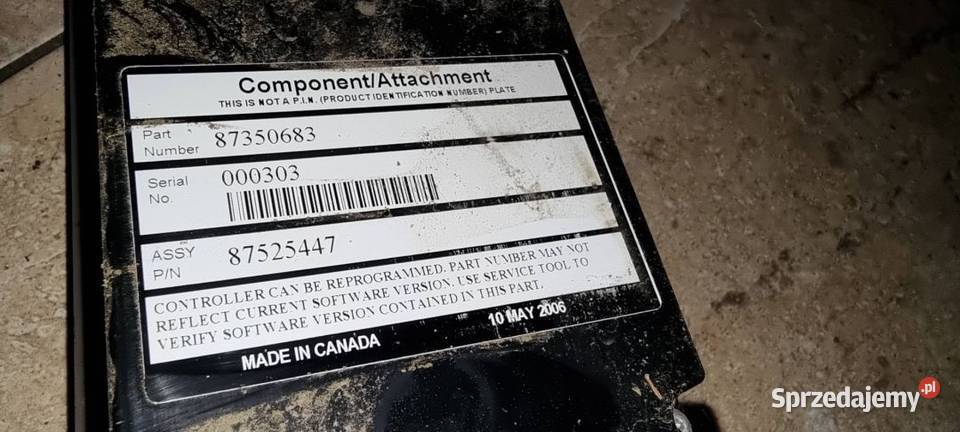 Component/Attachment
THIS IS NOT A P.I.N. (PRODUCT IDENTIFICATION NUMBER) PLATE
Part Number 87350683
Serial No. 000303
ASSY P/N 87525447
CONTROLLER CAN BE REPROGRAMMED. PART NUMBER MAY NOT
REFLECT CURRENT SOFTWARE VERSION. USE SERVICE TOOL TO
VERIFY SOFTWARE VERSION CONTAINED IN THIS PART.
MADE IN CANADA 10 MAY 2006
Sprzedajemy.pl